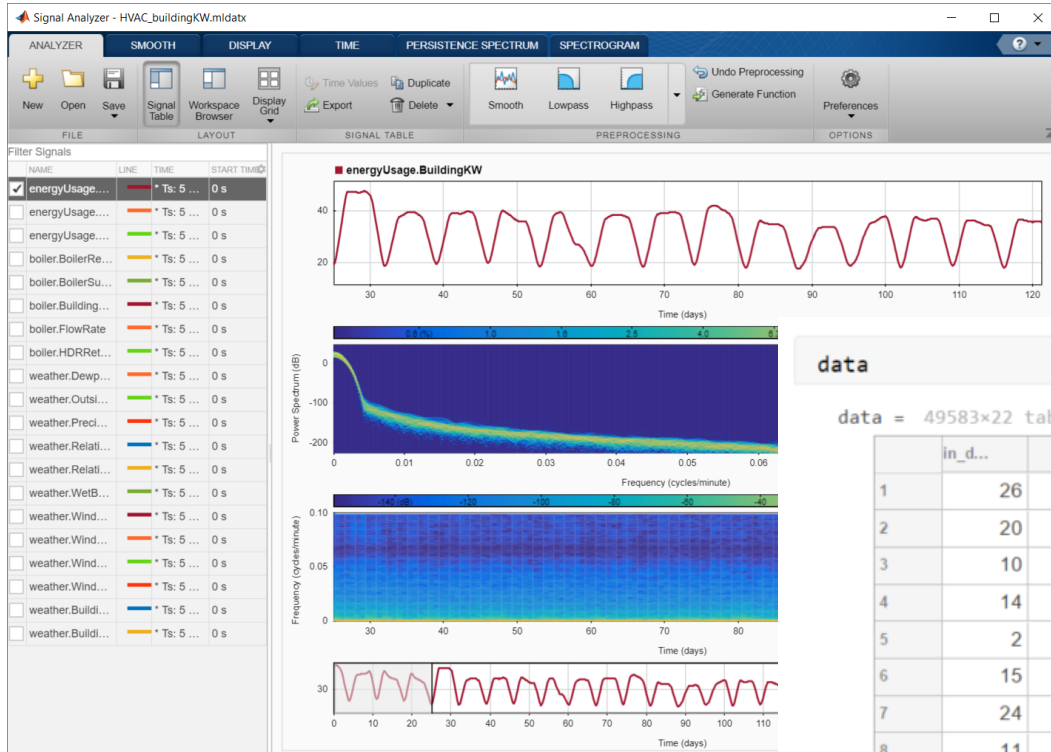 Signal Analyzer - HVAC_buildingKW.mldatx
ANALYZER SMOOTH DISPLAY TIME PERSISTENCE SPECTRUM SPECTROGRAM ?
New Open Save Signal Table Workspace Browser Display Grid Time Values Export Duplicate Delete Smooth Lowpass Highpass Undo Preprocessing Generate Function Preferences
FILE LAYOUT SIGNAL TABLE PREPROCESSING OPTIONS
Filter Signals
NAME LINE TIME START TIME
energyUsage.... * Ts: 5 ... 0 s
energyUsage.... * Ts: 5 ... 0 s
energyUsage.... * Ts: 5 ... 0 s
boiler.BoilerRe... * Ts: 5 ... 0 s
boiler.BoilerSu... * Ts: 5 ... 0 s
boiler.Building... * Ts: 5 ... 0 s
boiler.FlowRate * Ts: 5 ... 0 s
boiler.HDRRet... * Ts: 5 ... 0 s
weather.Dewp... * Ts: 5 ... 0 s
weather.Outsi... * Ts: 5 ... 0 s
weather.Preci... * Ts: 5 ... 0 s
weather.Relati... * Ts: 5 ... 0 s
weather.Relati... * Ts: 5 ... 0 s
weather.WetB... * Ts: 5 ... 0 s
weather.Wind... * Ts: 5 ... 0 s
weather.Wind... * Ts: 5 ... 0 s
weather.Wind... * Ts: 5 ... 0 s
weather.Wind... * Ts: 5 ... 0 s
weather.Buildi... * Ts: 5 ... 0 s
weather.Buildi... * Ts: 5 ... 0 s
energyUsage.BuildingKW
40
20
30 40 50 60 70 80 90 100 110 120
Time (days)
1.0 2.5 4.0
Power Spectrum (dB)
0
-100
-200
0 0.01 0.02 0.03 0.04 0.05 0.06
Frequency (cycles/minute)
-140 (dB) -120 -100 -80 -60 -40
Frequency (cycles/minute)
0.10
0.05
0
30 40 50 60 70 80
Time (days)
30
0 10 20 30 40 50 60 70 80 90 100 110
Time (days)
data
data = 49583×22 tab
in_d...
1 26
2 20
3 10
4 14
5 2
6 15
7 24
8 11